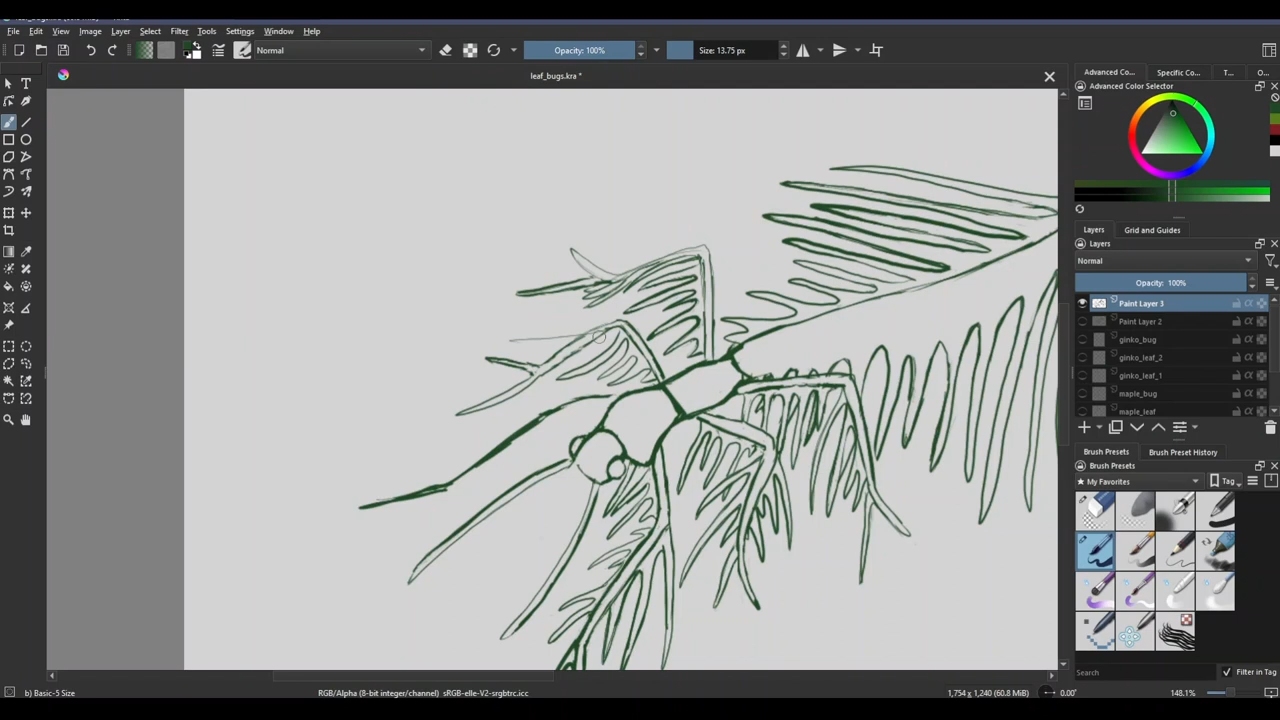 File Edit View Image Layer Select Filter Tools Settings Window Help
Normal Opacity: 100% Size: 13.75 px
leaf_bugs.kra *
Advanced Co... Specific Co... T... O...
Advanced Color Selector
Layers Grid and Guides
Layers
Normal
Opacity: 100%
Paint Layer 3
Paint Layer 2
ginko_bug
ginko_leaf_2
ginko_leaf_1
maple_bug
maple_leaf
Brush Presets Brush Preset History
Brush Presets
My Favorites Tag
Search Filter in Tag
b) Basic-5 Size RGB/Alpha (8-bit integer/channel) sRGB-elle-V2-srgbtrc.icc 1,754 x 1,240 (60.8 MiB) 0.00° 148.1%